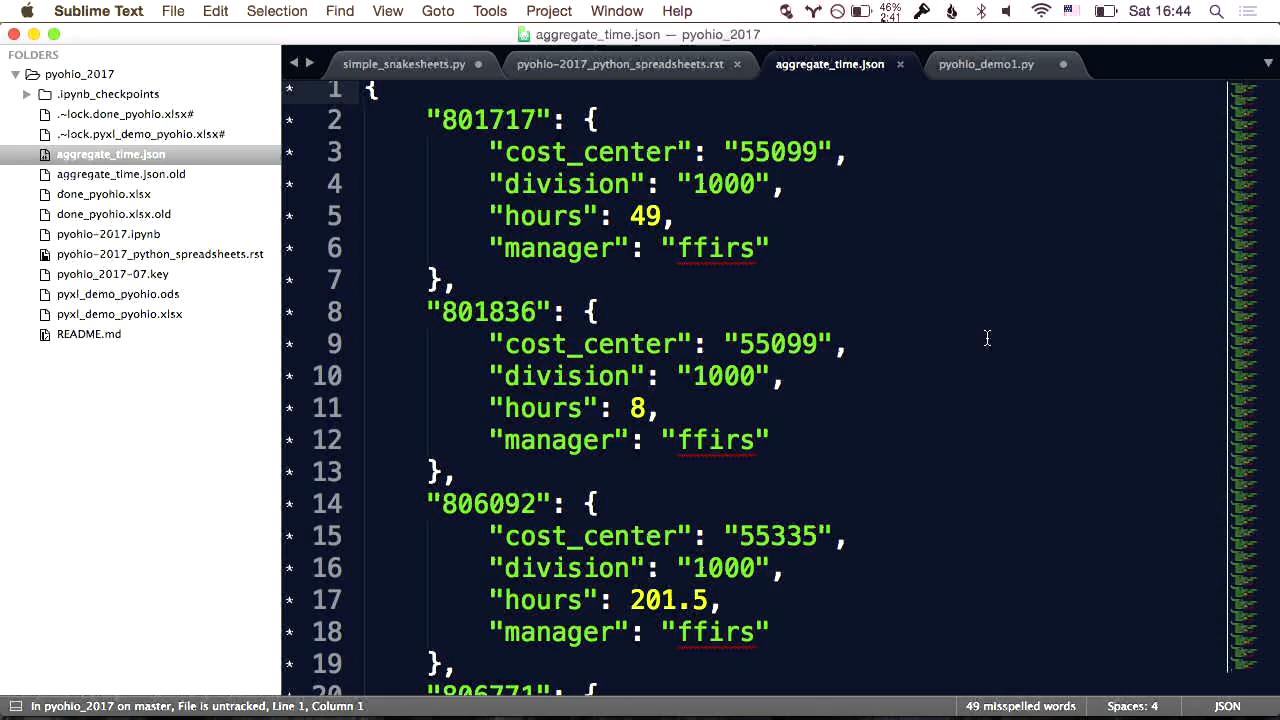 Sublime Text File Edit Selection Find View Goto Tools Project Window Help 46% 2:41 Sat 16:44
aggregate_time.json — pyohio_2017
FOLDERS
pyohio_2017
.ipynb_checkpoints
.~lock.done_pyohio.xlsx#
.~lock.pyxl_demo_pyohio.xlsx#
aggregate_time.json
aggregate_time.json.old
done_pyohio.xlsx
done_pyohio.xlsx.old
pyohio-2017.ipynb
pyohio-2017_python_spreadsheets.rst
pyohio_2017-07.key
pyxl_demo_pyohio.ods
pyxl_demo_pyohio.xlsx
README.md
simple_snakesheets.py pyohio-2017_python_spreadsheets.rst × aggregate_time.json × pyohio_demo1.py
* 1 {
* 2 "801717": {
* 3 "cost_center": "55099",
* 4 "division": "1000",
* 5 "hours": 49,
* 6 "manager": "ffirs"
* 7 },
* 8 "801836": {
* 9 "cost_center": "55099",
* 10 "division": "1000",
* 11 "hours": 8,
* 12 "manager": "ffirs"
* 13 },
* 14 "806092": {
* 15 "cost_center": "55335",
* 16 "division": "1000",
* 17 "hours": 201.5,
* 18 "manager": "ffirs"
* 19 },
* 20 "806771": {
In pyohio_2017 on master, File is untracked, Line 1, Column 1 49 misspelled words Spaces: 4 JSON